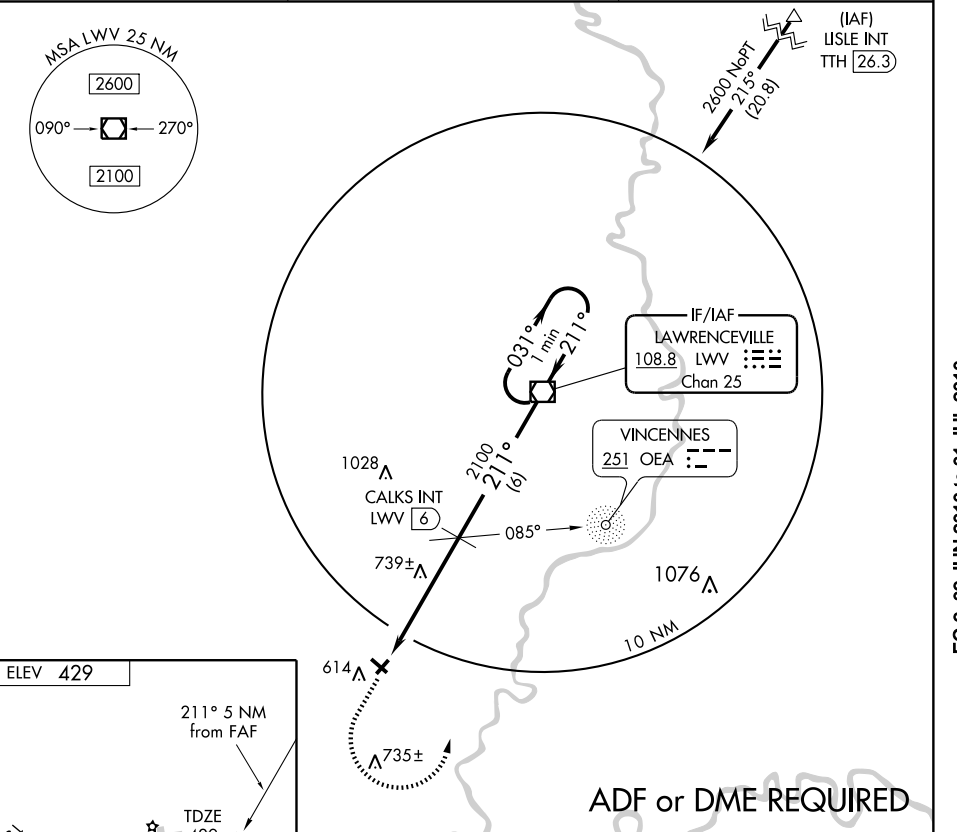 MSA LWV 25 NM
2600
090° 270°
2100
(IAF)
LISLE INT
TTH 26.3
2600 NoPT
215°
(20.8)
031°
1 min
211°
IF/IAF
LAWRENCEVILLE
108.8 LWV
Chan 25
VINCENNES
251 OEA
2100
211°
(6)
1028
CALKS INT
LWV 6
085°
739±
1076
10 NM
614
735±
ELEV 429
211° 5 NM
from FAF
TDZE
ADF or DME REQUIRED